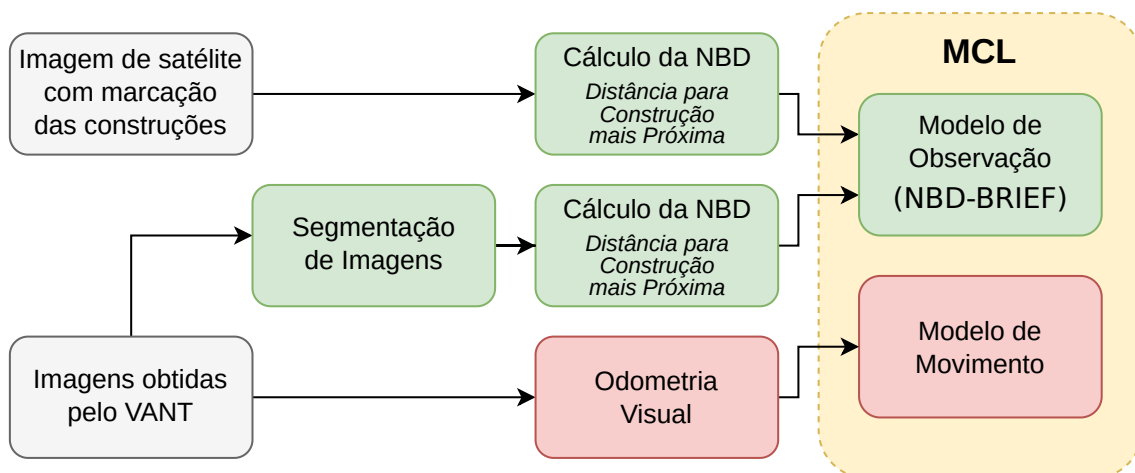 Imagem de satélite
com marcação
das construções
Cálculo da NBD
Distância para
Construção
mais Próxima
MCL
Modelo de
Observação
(NBD-BRIEF)
Segmentação
de Imagens
Cálculo da NBD
Distância para
Construção
mais Próxima
Imagens obtidas
pelo VANT
Odometria
Visual
Modelo de
Movimento